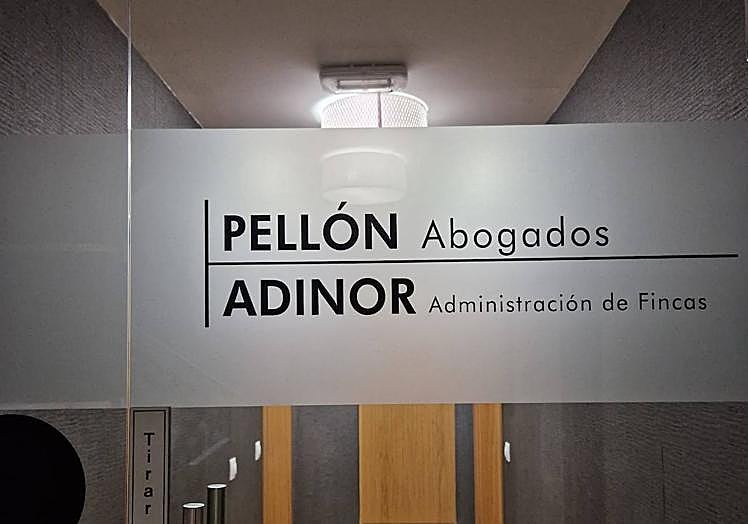 PELLÓN Abogados
ADINOR Administración de Fincas
Tirar